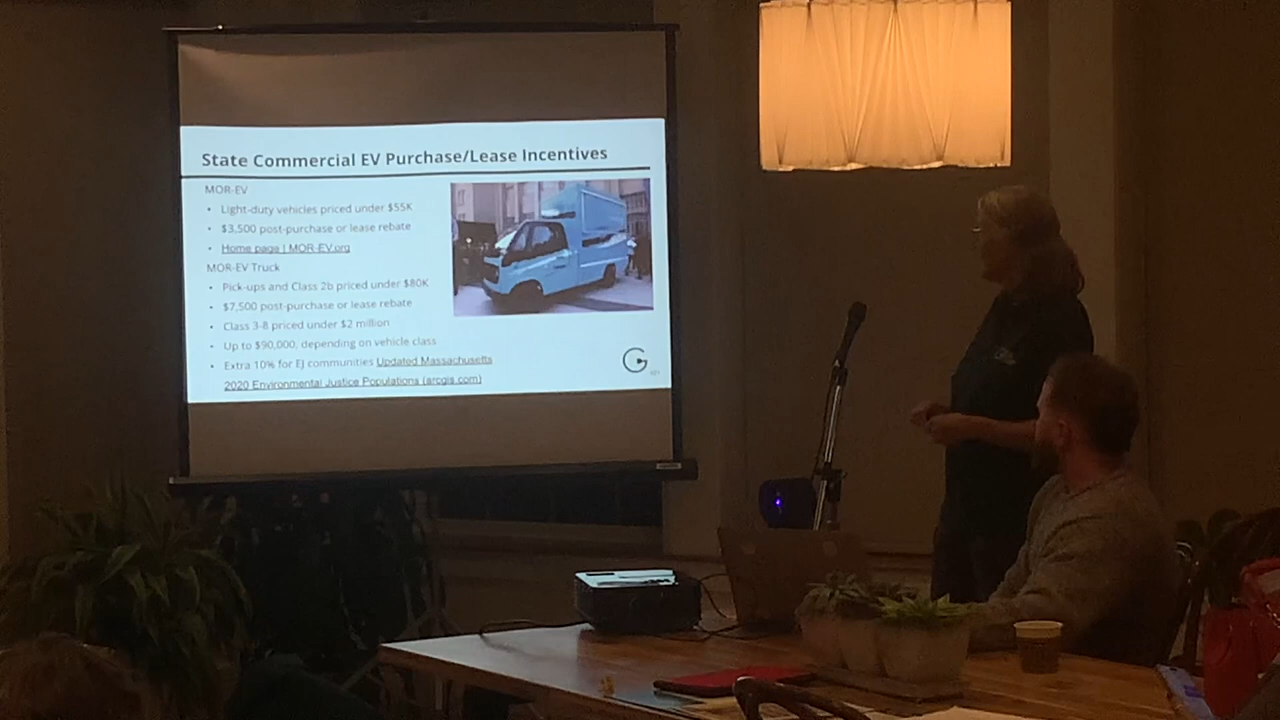 State Commercial EV Purchase/Lease Incentives
MOR-EV
• Light-duty vehicles priced under $55K
• $3,500 post-purchase or lease rebate
• Home page | MOR-EV.org
MOR-EV Truck
• Pick-ups and Class 2b priced under $80K
• $7,500 post-purchase or lease rebate
• Class 3-8 priced under $2 million
• Up to $90,000, depending on vehicle class
• Extra 10% for EJ communities Updated Massachusetts
2020 Environmental Justice Populations (arcgis.com)